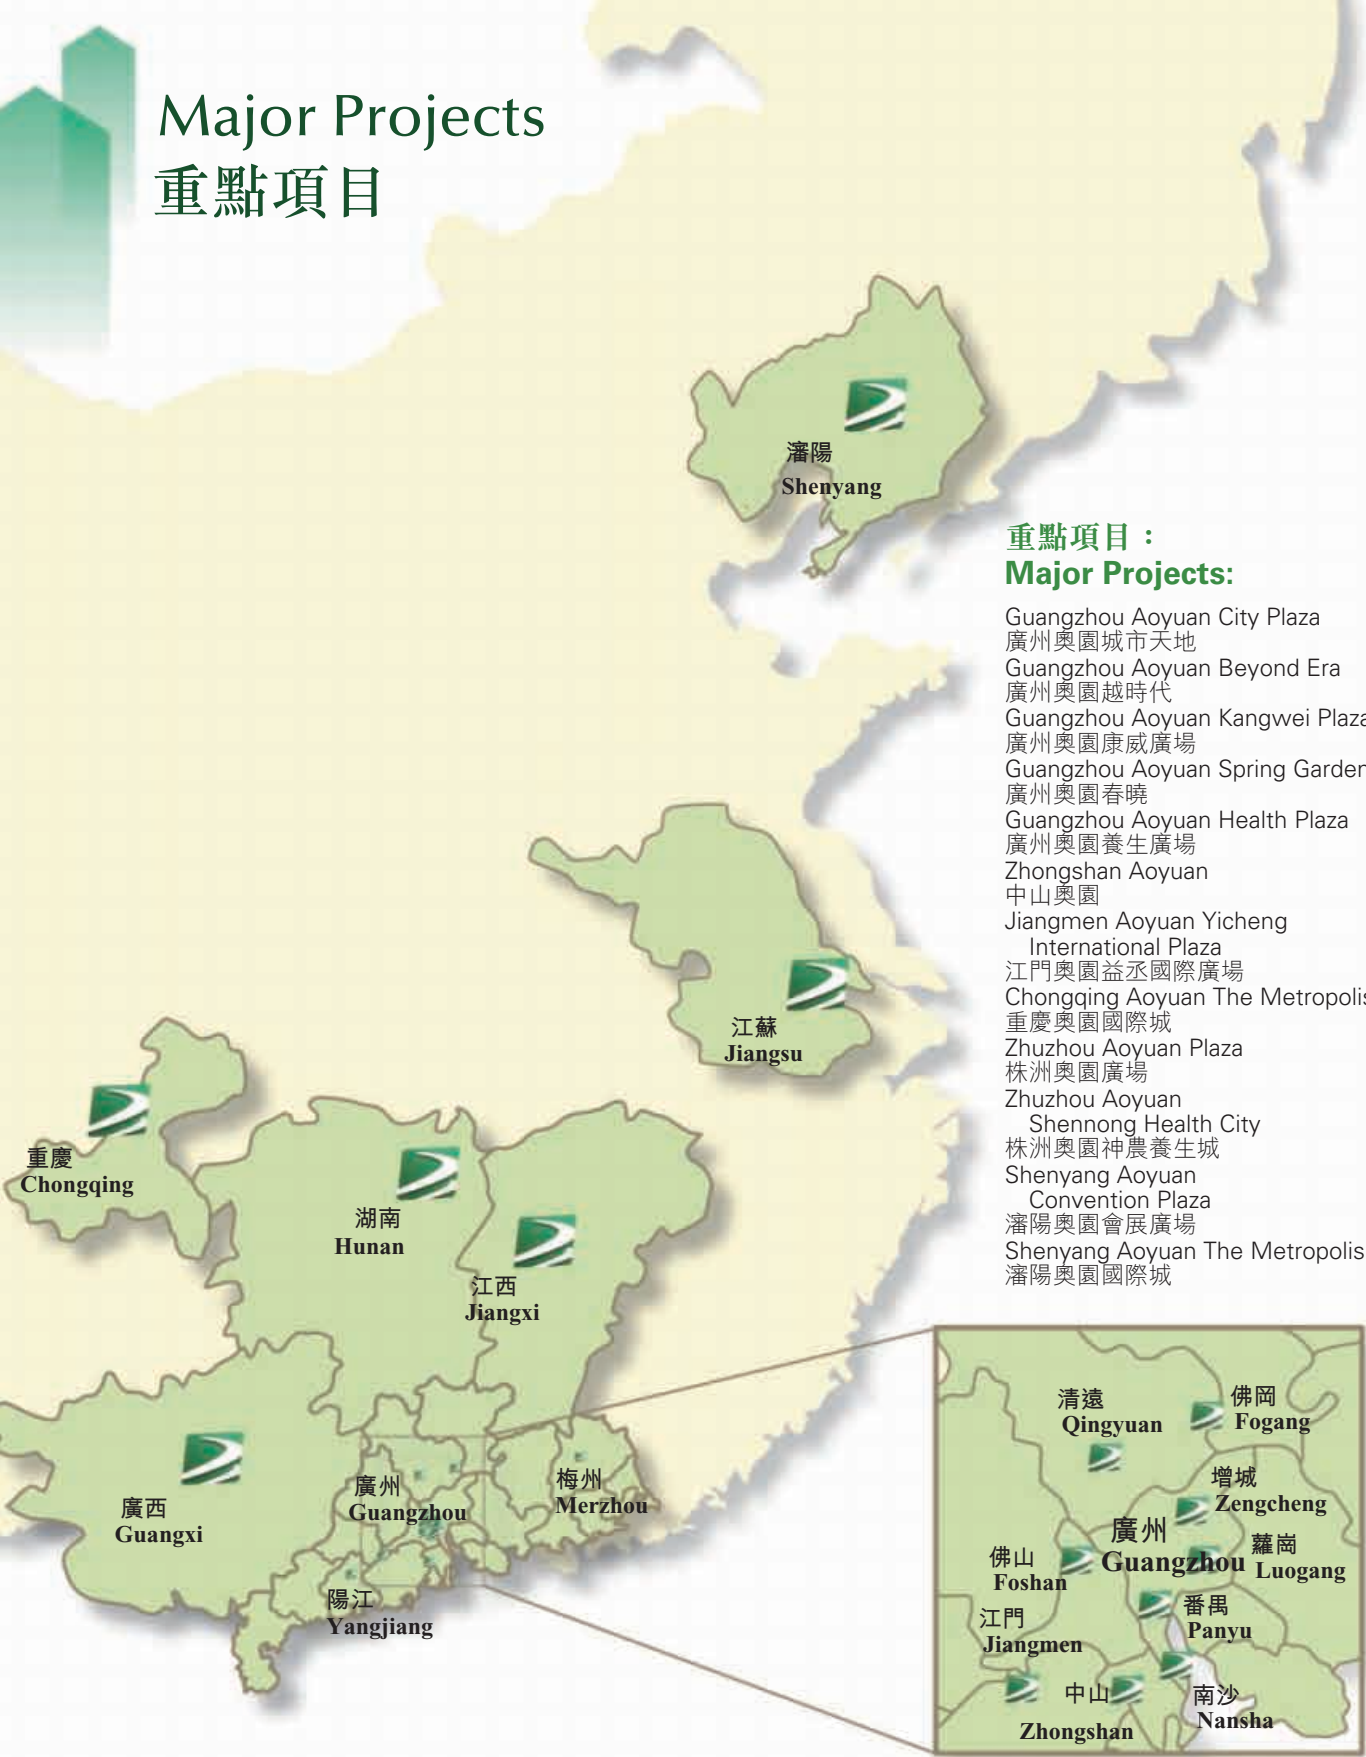 Major Projects
重點項目
瀋陽
Shenyang
重點項目：
Major Projects:
Guangzhou Aoyuan City Plaza
廣州奧園城市天地
Guangzhou Aoyuan Beyond Era
廣州奧園越時代
Guangzhou Aoyuan Kangwei Plaza
廣州奧園康威廣場
Guangzhou Aoyuan Spring Garden
廣州奧園春曉
Guangzhou Aoyuan Health Plaza
廣州奧園養生廣場
Zhongshan Aoyuan
中山奧園
Jiangmen Aoyuan Yicheng
International Plaza
江門奧園益丞國際廣場
Chongqing Aoyuan The Metropolis
重慶奧園國際城
Zhuzhou Aoyuan Plaza
株洲奧園廣場
Zhuzhou Aoyuan
Shennong Health City
株洲奧園神農養生城
Shenyang Aoyuan
Convention Plaza
瀋陽奧園會展廣場
Shenyang Aoyuan The Metropolis
瀋陽奧園國際城
江蘇
Jiangsu
重慶
Chongqing
湖南
Hunan
江西
Jiangxi
廣西
Guangxi
廣州
Guangzhou
梅州
Merzhou
陽江
Yangjiang
清遠
Qingyuan
佛岡
Fogang
增城
Zengcheng
廣州
Guangzhou
蘿崗
Luogang
佛山
Foshan
番禺
Panyu
江門
Jiangmen
中山
Zhongshan
南沙
Nansha